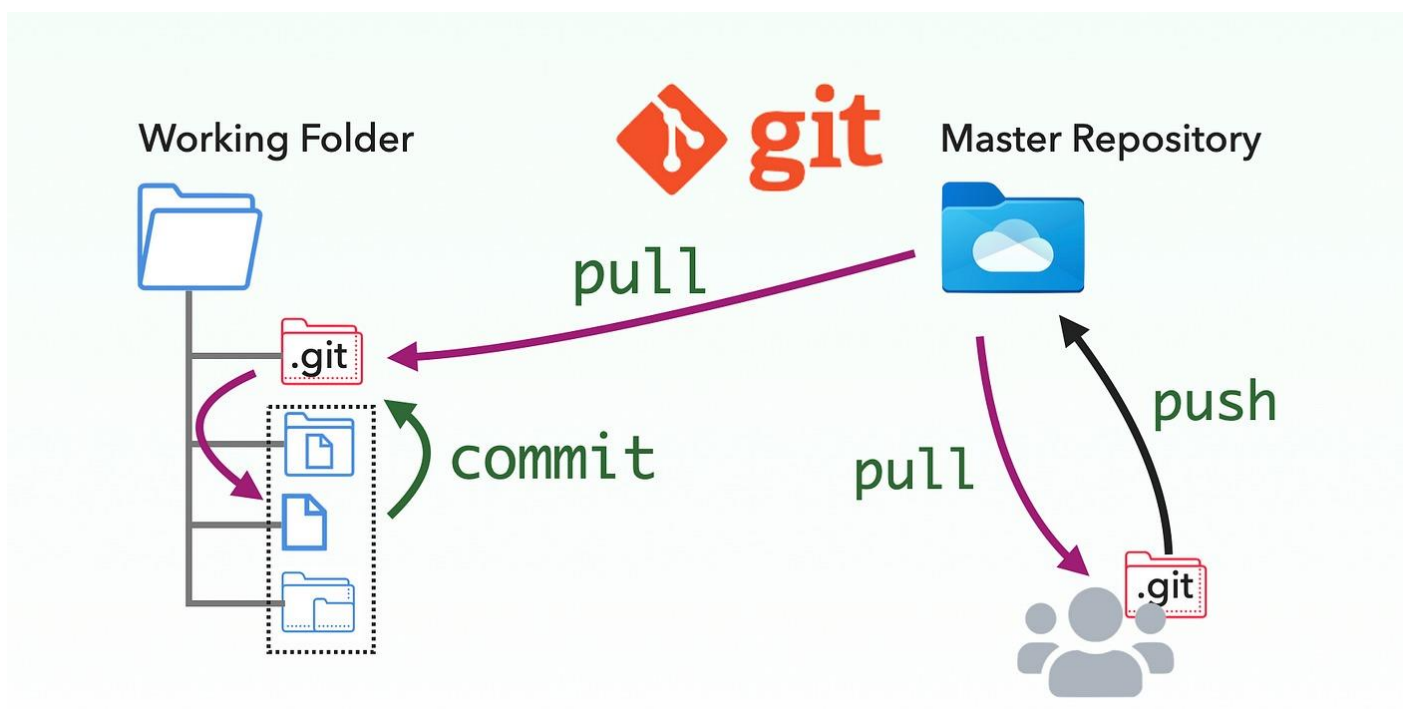 git
Working Folder
Master Repository
pull
.git
commit
push
pull
.git